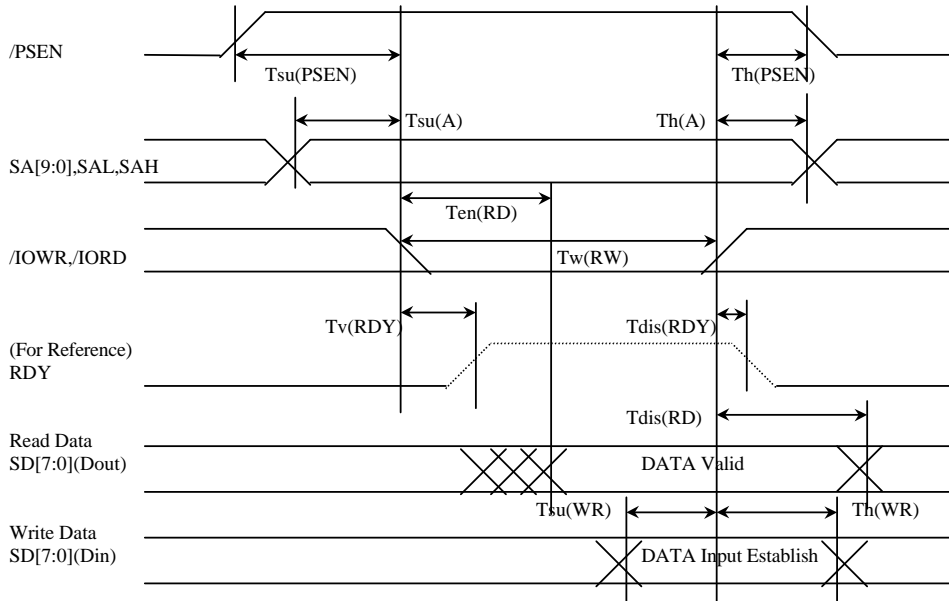 /PSEN
Tsu(PSEN)
Th(PSEN)
Tsu(A)
Th(A)
SA[9:0],SAL,SAH
Ten(RD)
/IOWR,/IORD
Tw(RW)
Tv(RDY)
Tdis(RDY)
(For Reference)
RDY
Tdis(RD)
Read Data
SD[7:0](Dout)
DATA Valid
Tsu(WR)
Th(WR)
Write Data
SD[7:0](Din)
DATA Input Establish